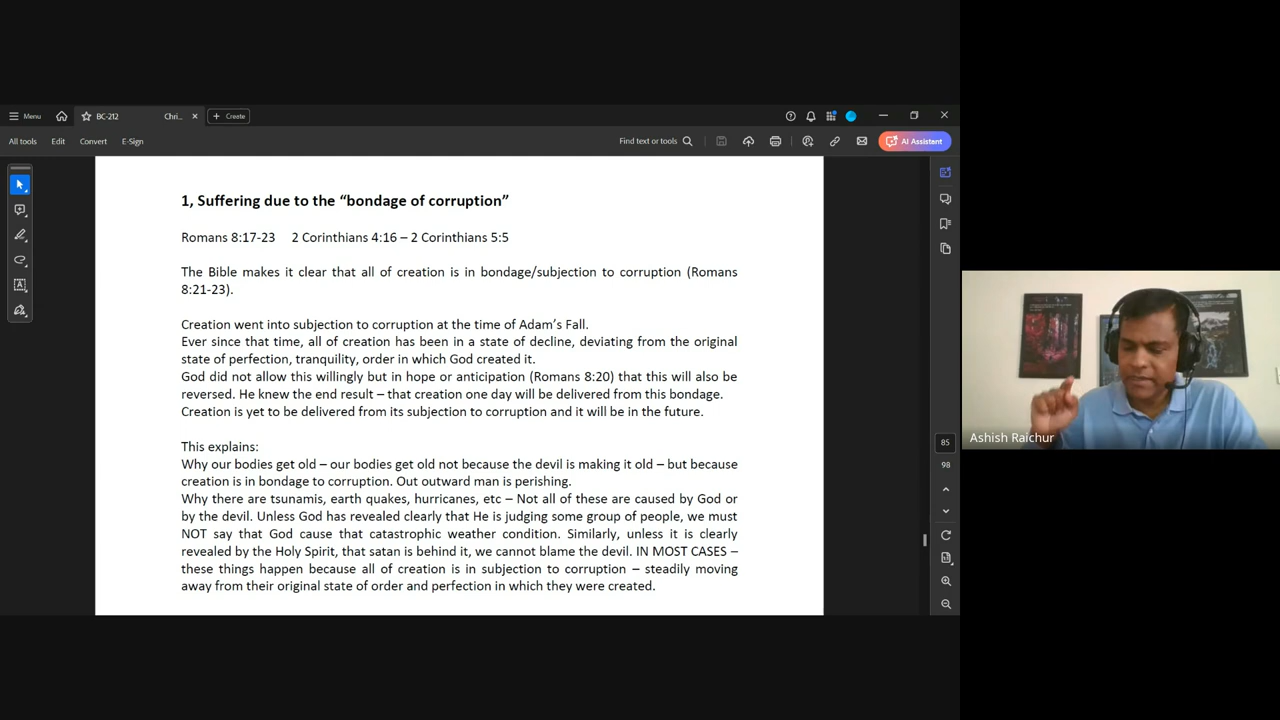 Menu
BC-212
Chri...
Create
All tools
Edit
Convert
E-Sign
Find text or tools
AI Assistant
1, Suffering due to the “bondage of corruption”
Romans 8:17-23 2 Corinthians 4:16 – 2 Corinthians 5:5
The Bible makes it clear that all of creation is in bondage/subjection to corruption (Romans
8:21-23).
Creation went into subjection to corruption at the time of Adam’s Fall.
Ever since that time, all of creation has been in a state of decline, deviating from the original
state of perfection, tranquility, order in which God created it.
God did not allow this willingly but in hope or anticipation (Romans 8:20) that this will also be
reversed. He knew the end result – that creation one day will be delivered from this bondage.
Creation is yet to be delivered from its subjection to corruption and it will be in the future.
This explains:
Why our bodies get old – our bodies get old not because the devil is making it old – but because
creation is in bondage to corruption. Out outward man is perishing.
Why there are tsunamis, earth quakes, hurricanes, etc – Not all of these are caused by God or
by the devil. Unless God has revealed clearly that He is judging some group of people, we must
NOT say that God cause that catastrophic weather condition. Similarly, unless it is clearly
revealed by the Holy Spirit, that satan is behind it, we cannot blame the devil. IN MOST CASES –
these things happen because all of creation is in subjection to corruption – steadily moving
away from their original state of order and perfection in which they were created.
85
98
Ashish Raichur